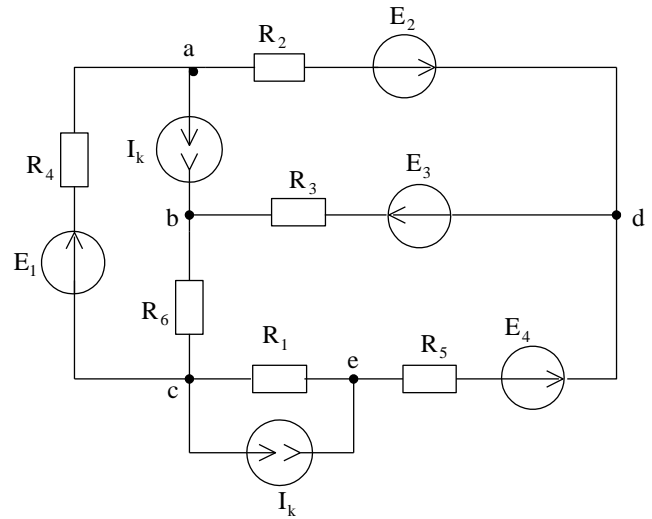 E₂
R₂
a
R₄
Iₖ
R₃
E₃
b
d
E₁
R₆
R₁
R₅
E₄
c
e
Iₖ